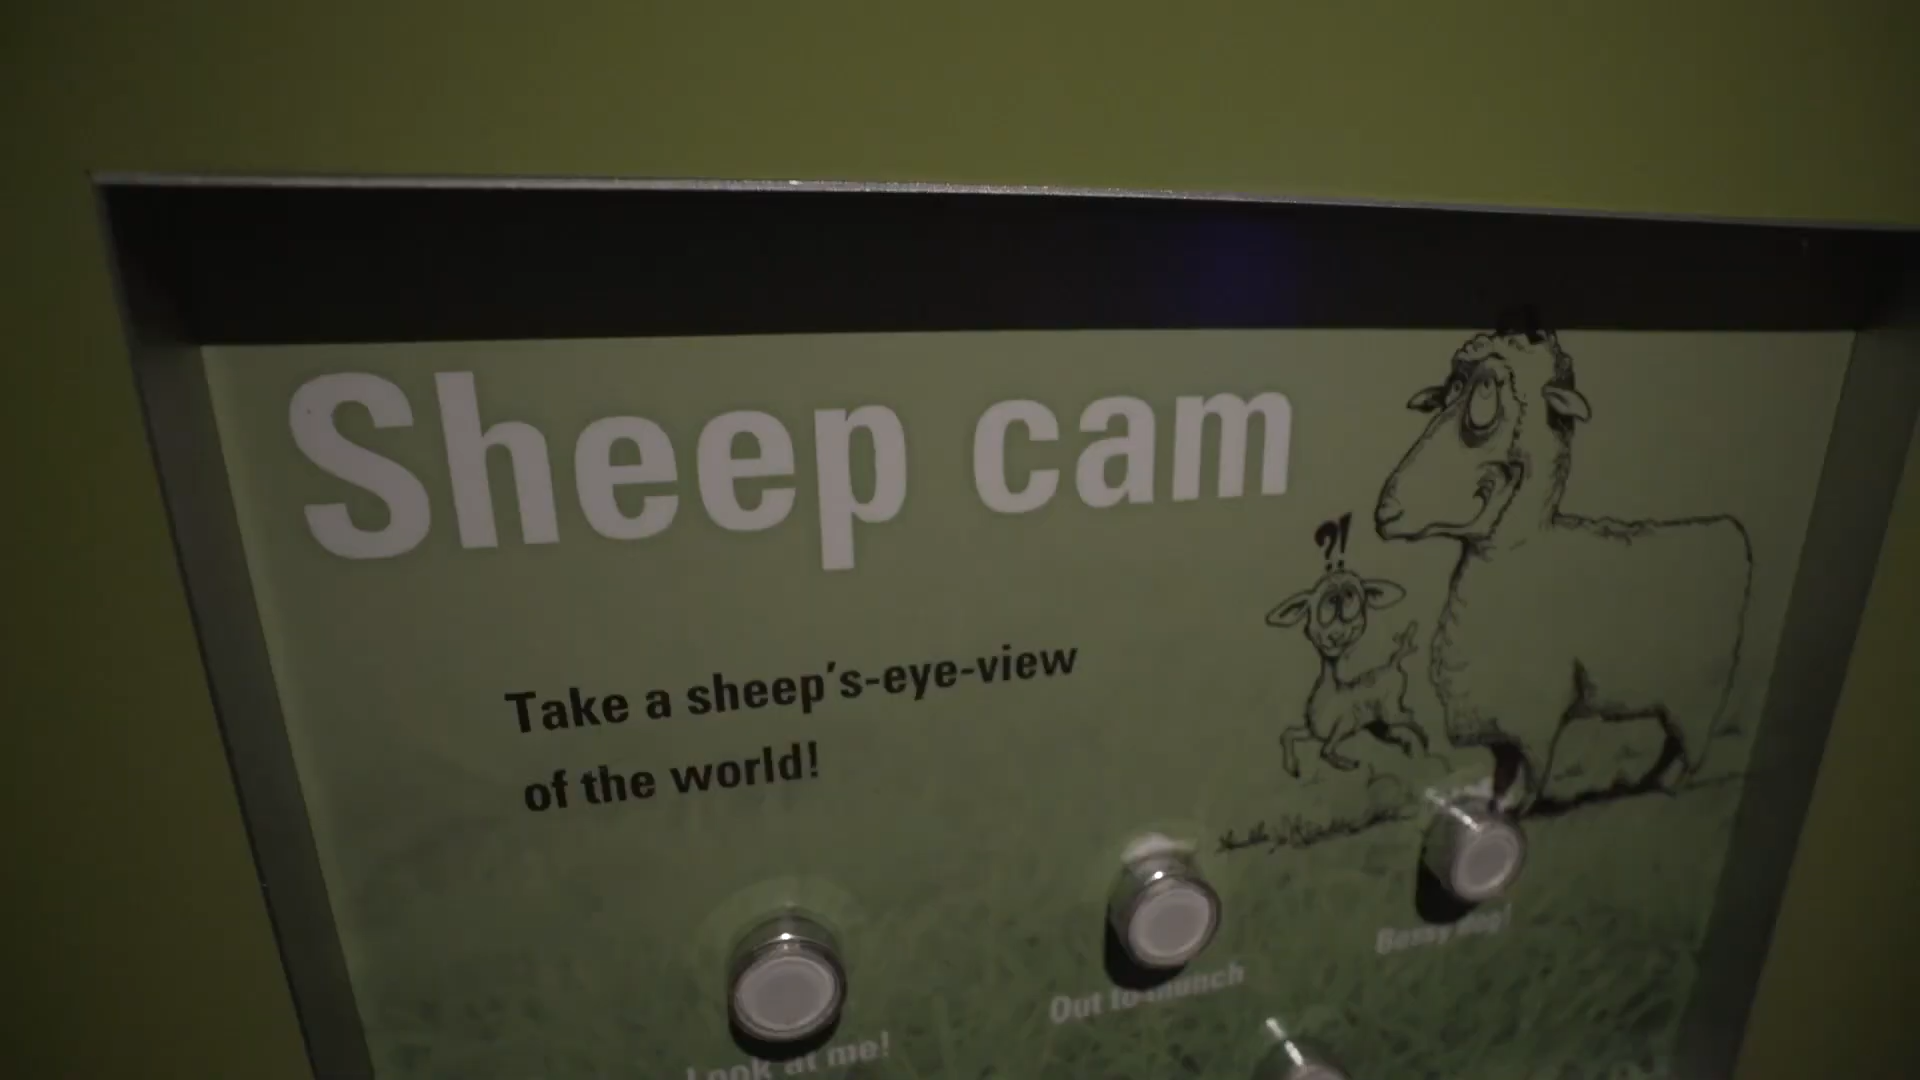 Sheep cam
?!
Take a sheep's-eye-view
of the world!
Bossy dog!
Out to munch
Look at me!